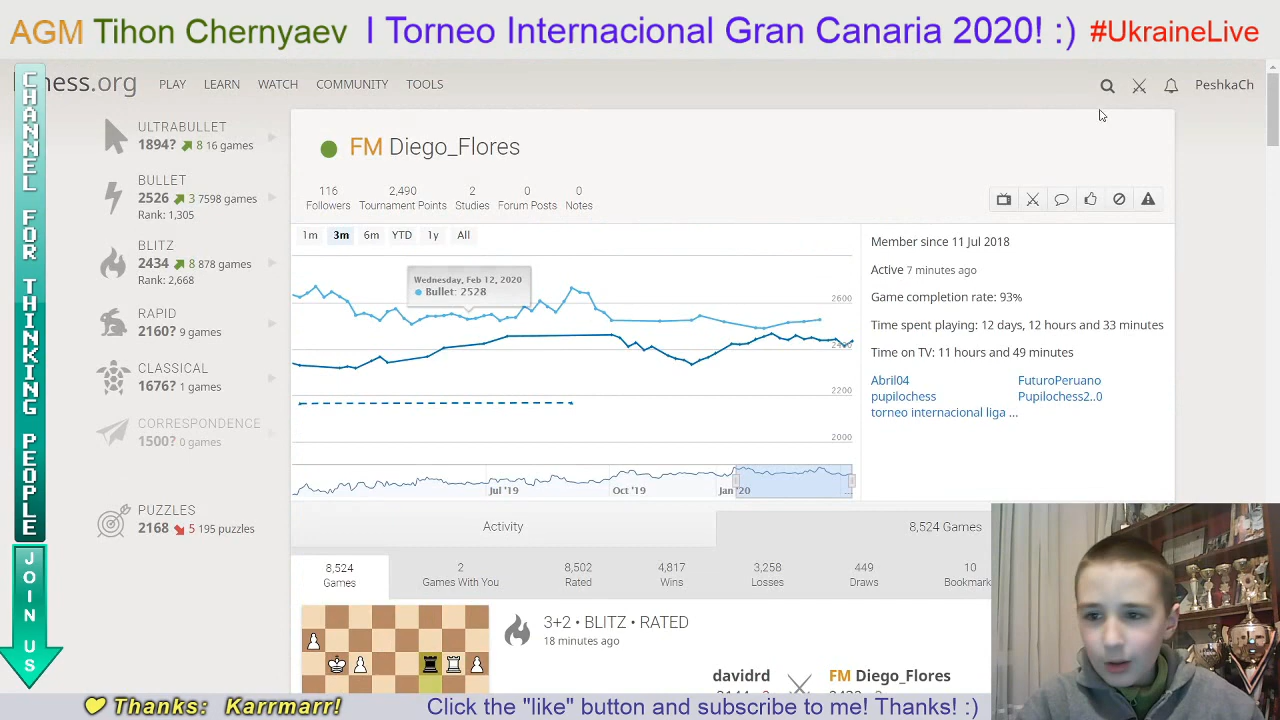 AGM Tihon Chernyaev I Torneo Internacional Gran Canaria 2020! :) #UkraineLive
hess.org PLAY LEARN WATCH COMMUNITY TOOLS PeshkaCh
CHANNEL FOR THINKING PEOPLE
JOIN US
ULTRABULLET
1894? 8 16 games
BULLET
2526 3 7598 games
Rank: 1,305
BLITZ
2434 8 878 games
Rank: 2,668
RAPID
2160? 9 games
CLASSICAL
1676? 1 games
CORRESPONDENCE
1500? 0 games
PUZZLES
2168 5 195 puzzles
FM Diego_Flores
116 2,490 2 0 0
Followers Tournament Points Studies Forum Posts Notes
1m 3m 6m YTD 1y All
Wednesday, Feb 12, 2020
Bullet: 2528
2600
2400
2200
2000
Jul '19 Oct '19 Jan '20 ...
Member since 11 Jul 2018
Active 7 minutes ago
Game completion rate: 93%
Time spent playing: 12 days, 12 hours and 33 minutes
Time on TV: 11 hours and 49 minutes
Abril04 FuturoPeruano
pupilochess Pupilochess2..0
torneo internacional liga ...
Activity 8,524 Games
8,524 2 8,502 4,817 3,258 449 10
Games Games With You Rated Wins Losses Draws Bookmark
3+2 • BLITZ • RATED
18 minutes ago
davidrd FM Diego_Flores
Thanks: Karrmarr! Click the "like" button and subscribe to me! Thanks! :)